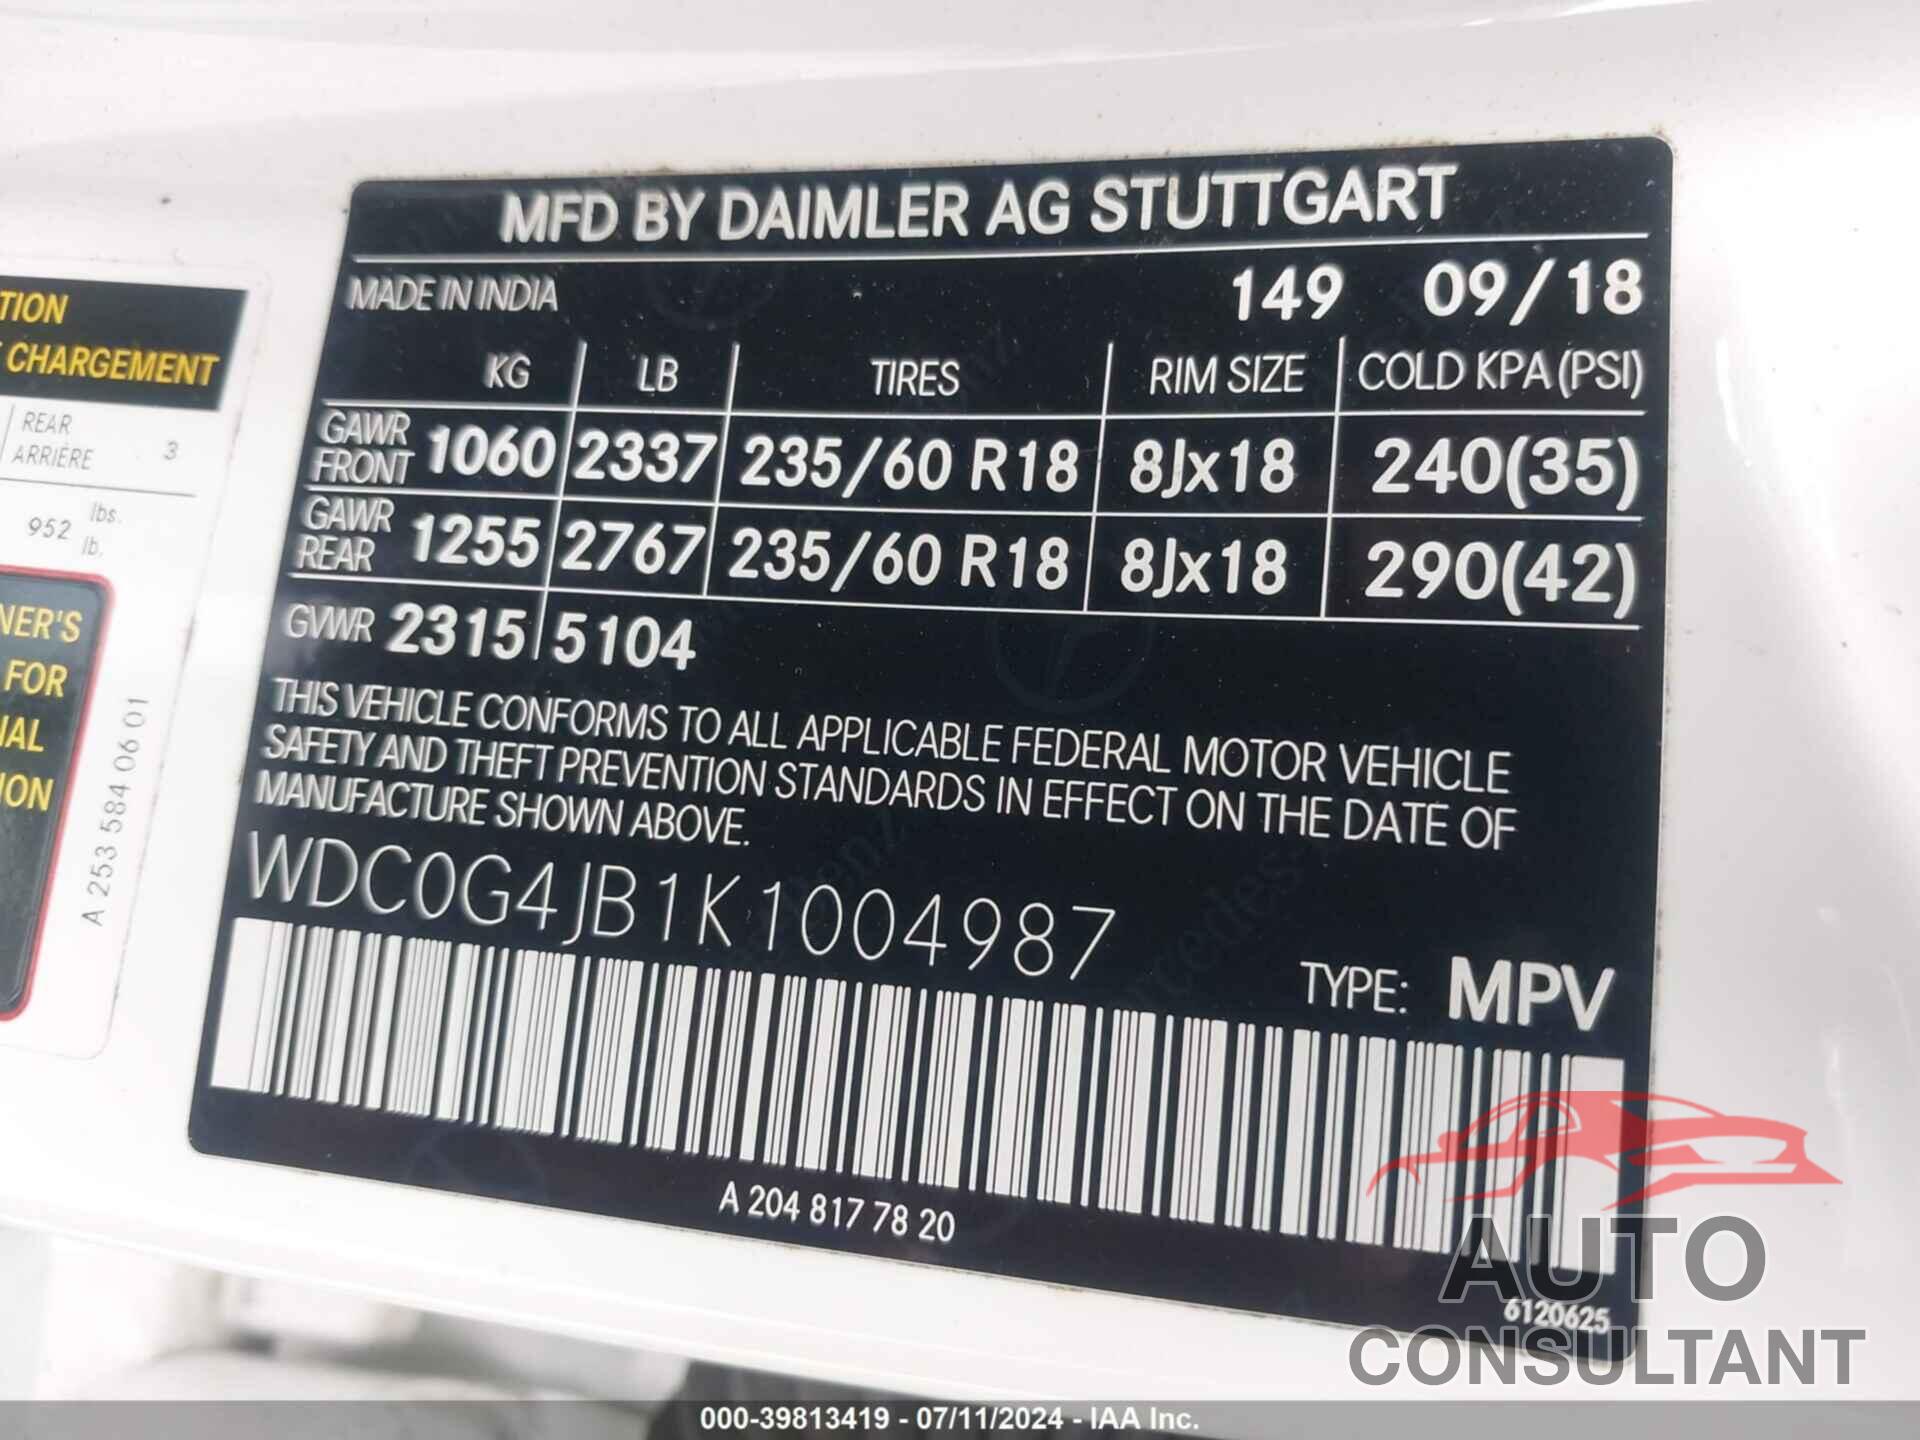 TION
CHARGEMENT
REAR
ARRIÈRE 3
952 lbs.
lb.
NER'S
FOR
ION
A 253 584 06 01
MFD BY DAIMLER AG STUTTGART
MADE IN INDIA 149 09/18
KG LB TIRES RIM SIZE COLD KPA (PSI)
GAWR FRONT 1060 2337 235/60 R18 8Jx18 240(35)
GAWR REAR 1255 2767 235/60 R18 8Jx18 290(42)
GVWR 2315 5104
THIS VEHICLE CONFORMS TO ALL APPLICABLE FEDERAL MOTOR VEHICLE
SAFETY AND THEFT PREVENTION STANDARDS IN EFFECT ON THE DATE OF
MANUFACTURE SHOWN ABOVE.
WDC0G4JB1K1004987
TYPE: MPV
A 204 817 78 20
6120625
AUTO
CONSULTANT
000-39813419 - 07/11/2024 - IAA Inc.